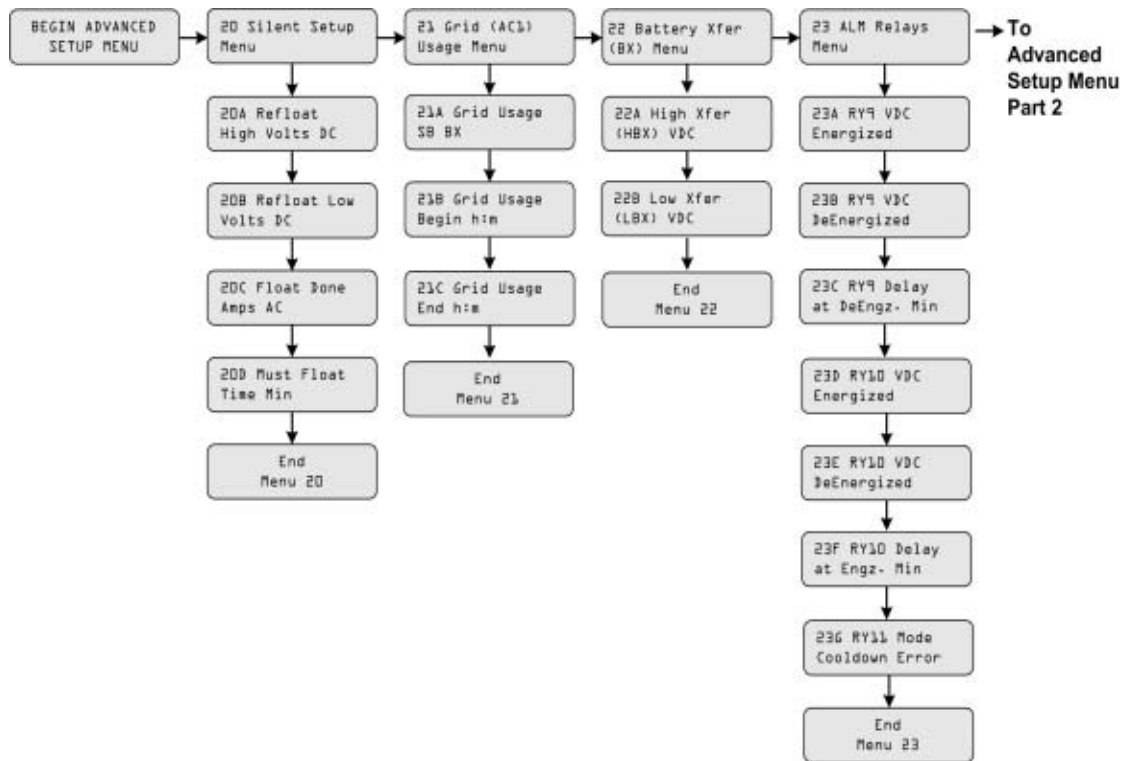 BEGIN ADVANCED
SETUP MENU
20 Silent Setup
Menu
21 Grid (AC1)
Usage Menu
22 Battery Xfer
(BX) Menu
23 ALM Relays
Menu
To
Advanced
Setup Menu
Part 2
20A Refloat
High Volts DC
20B Refloat Low
Volts DC
20C Float Done
Amps AC
20D Must Float
Time Min
End
Menu 20
21A Grid Usage
SB BX
21B Grid Usage
Begin h:m
21C Grid Usage
End h:m
End
Menu 21
22A High Xfer
(HBX) VDC
22B Low Xfer
(LBX) VDC
End
Menu 22
23A RY9 VDC
Energized
23B RY9 VDC
DeEnergized
23C RY9 Delay
at DeEngz. Min
23D RY10 VDC
Energized
23E RY10 VDC
DeEnergized
23F RY10 Delay
at Engz. Min
23G RY11 Mode
Cooldown Error
End
Menu 23